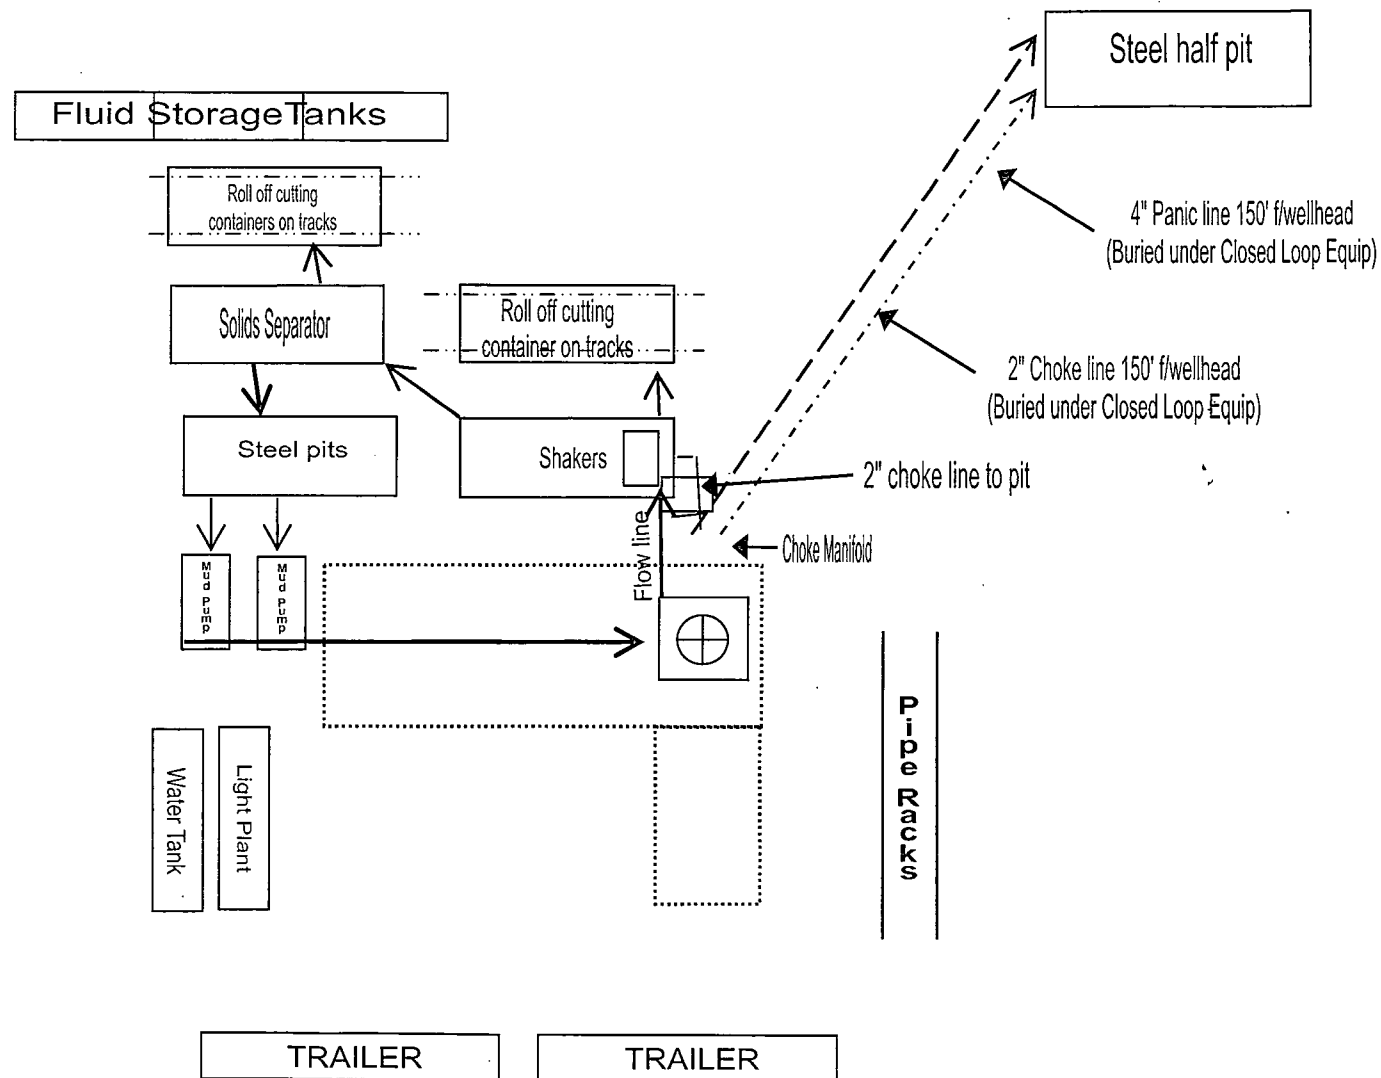 Steel half pit
Fluid StorageTanks
Roll off cutting
containers on tracks
4" Panic line 150' f/wellhead
(Buried under Closed Loop Equip)
Solids Separator
Roll off cutting
container on tracks
2" Choke line 150' f/wellhead
(Buried under Closed Loop Equip)
Steel pits
Shakers
2" choke line to pit
Flow line
Choke Manifold
Mud Pump
Mud Pump
Pipe Racks
Water Tank
Light Plant
TRAILER
TRAILER